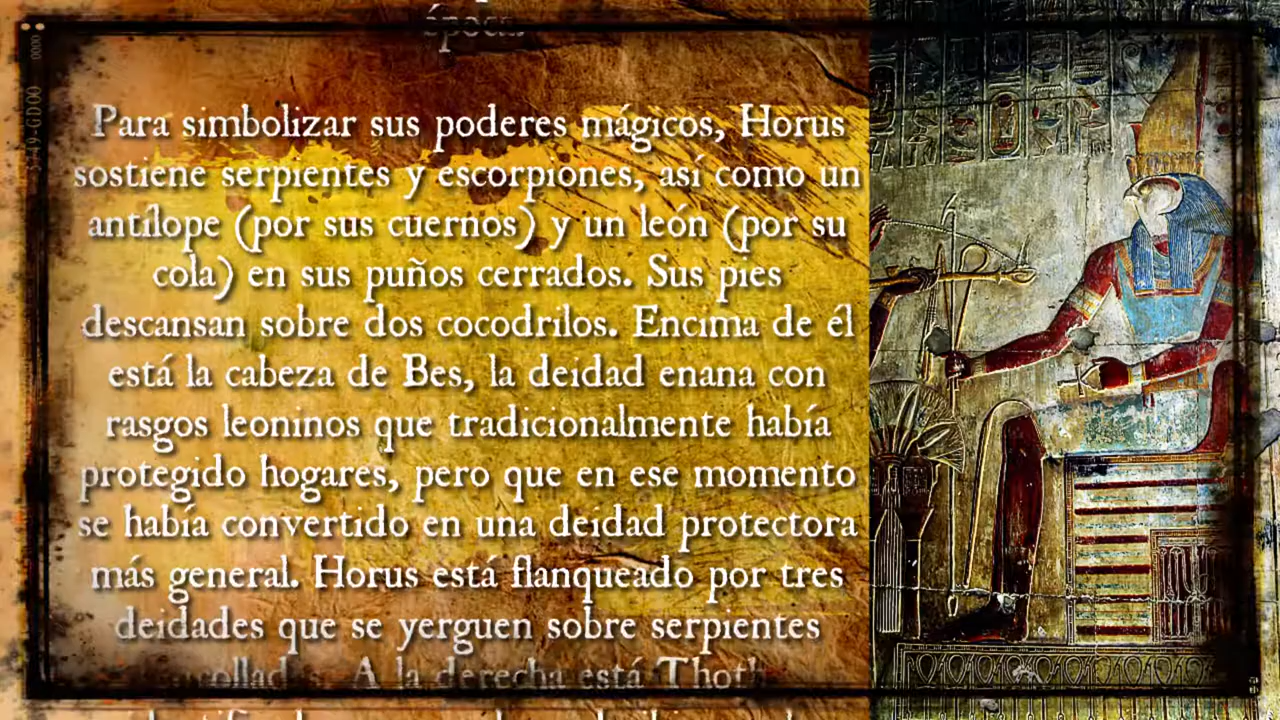 época
Para simbolizar sus poderes mágicos, Horus
sostiene serpientes y escorpiones, así como un
antílope (por sus cuernos) y un león (por su
cola) en sus puños cerrados. Sus pies
descansan sobre dos cocodrilos. Encima de él
está la cabeza de Bes, la deidad enana con
rasgos leoninos que tradicionalmente había
protegido hogares, pero que en ese momento
se había convertido en una deidad protectora
más general. Horus está flanqueado por tres
deidades que se yerguen sobre serpientes
A la derecha está Thoth